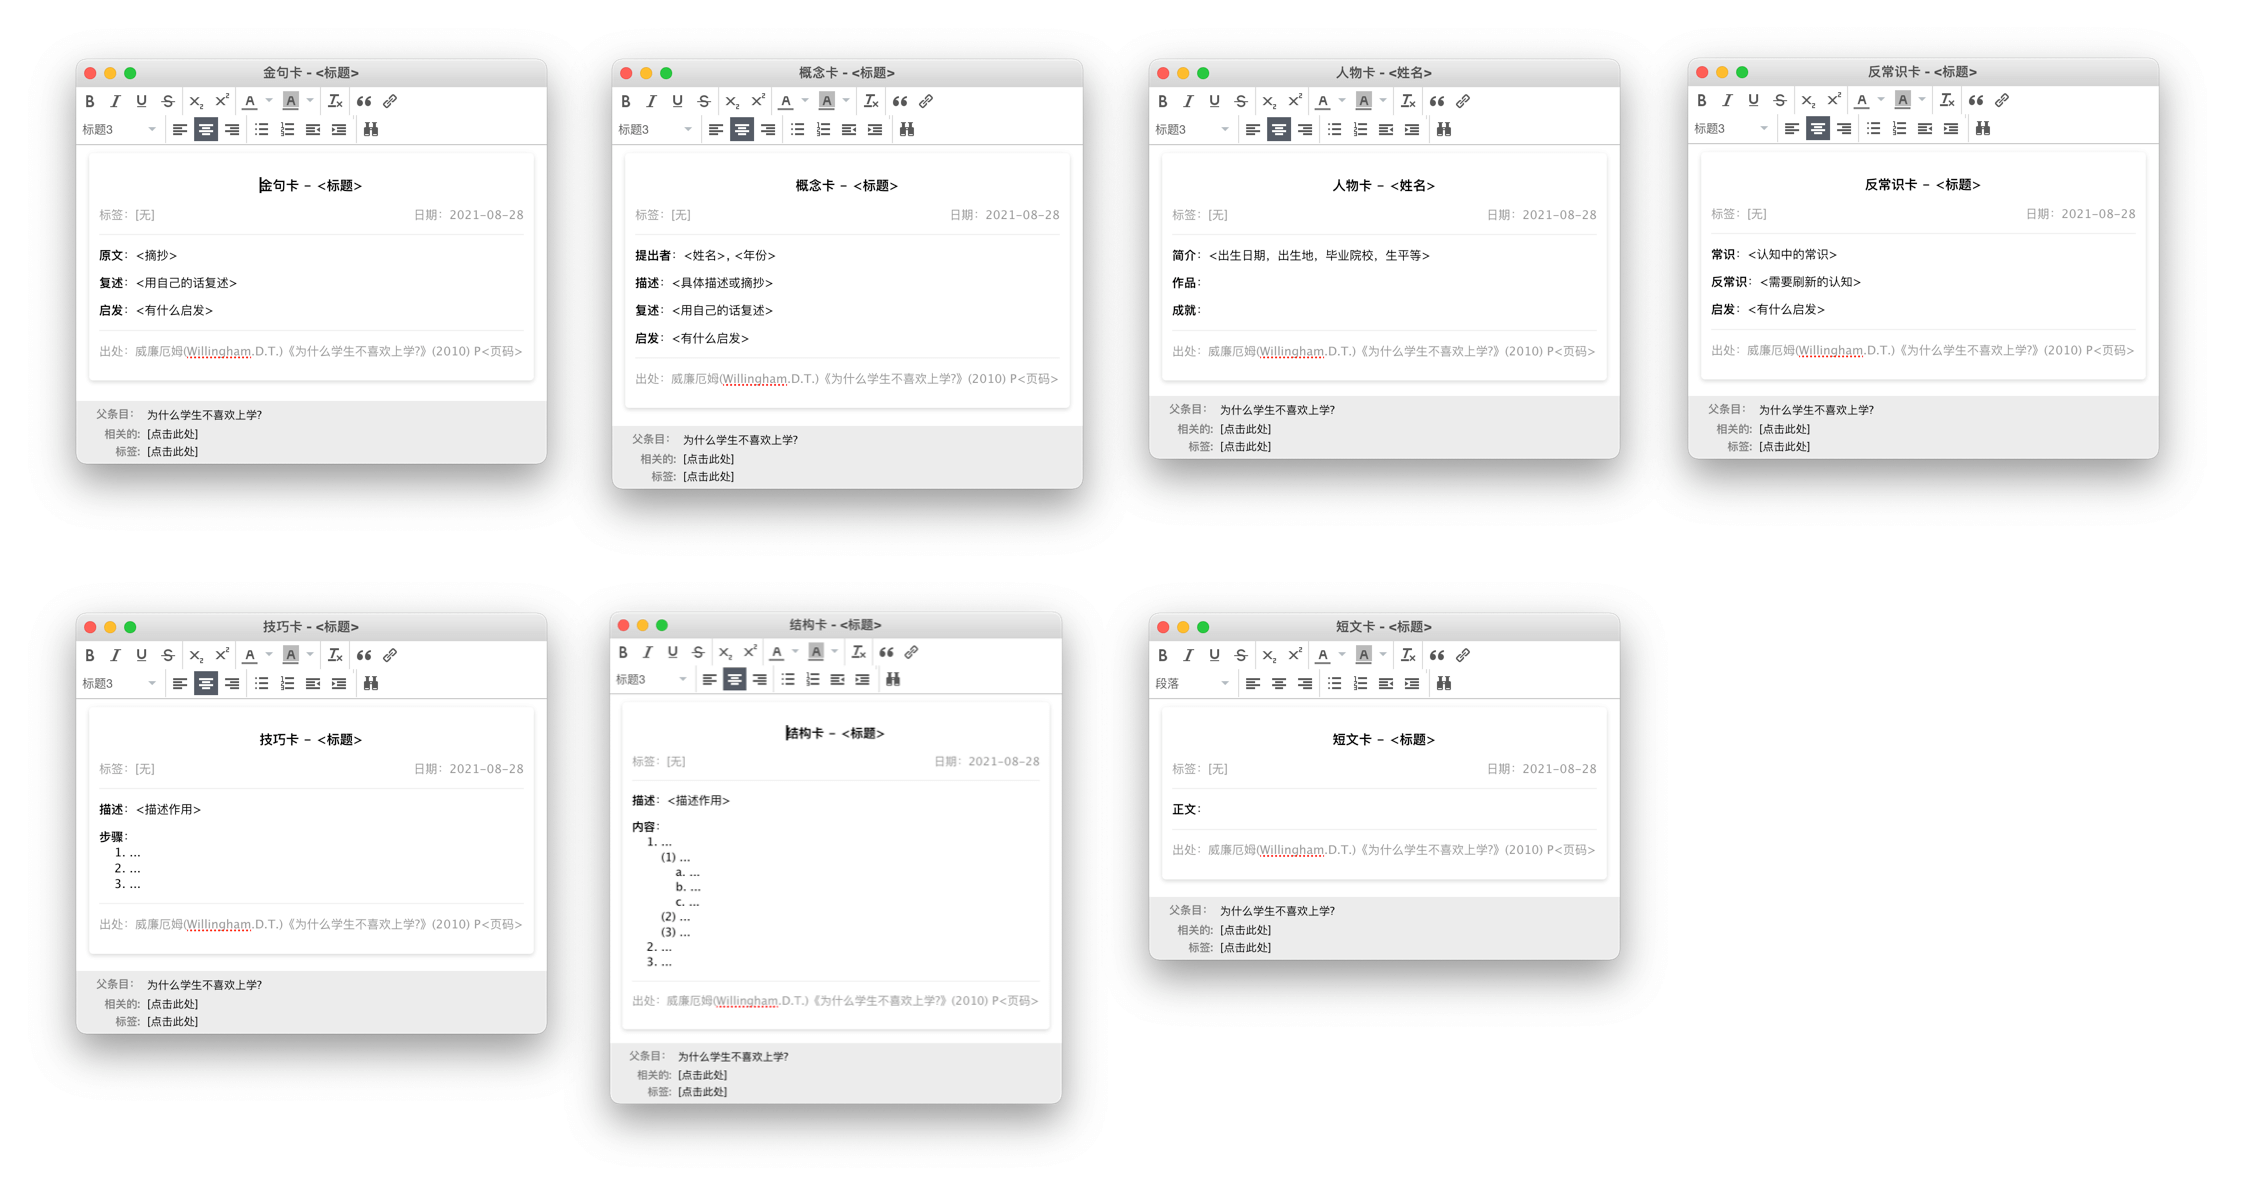 金句卡 - <标题>
标题3
金句卡 - <标题>
标签：[无] 日期：2021-08-28
原文：<摘抄>
复述：<用自己的话复述>
启发：<有什么启发>
出处：威廉厄姆(Willingham.D.T.)《为什么学生不喜欢上学?》(2010) P<页码>
父条目： 为什么学生不喜欢上学?
相关的: [点击此处]
标签: [点击此处]
概念卡 - <标题>
标题3
概念卡 - <标题>
标签：[无] 日期：2021-08-28
提出者：<姓名>, <年份>
描述：<具体描述或摘抄>
复述：<用自己的话复述>
启发：<有什么启发>
出处：威廉厄姆(Willingham.D.T.)《为什么学生不喜欢上学?》(2010) P<页码>
父条目： 为什么学生不喜欢上学?
相关的: [点击此处]
标签: [点击此处]
人物卡 - <姓名>
标题3
人物卡 - <姓名>
标签：[无] 日期：2021-08-28
简介：<出生日期，出生地，毕业院校，生平等>
作品：
成就：
出处：威廉厄姆(Willingham.D.T.)《为什么学生不喜欢上学?》(2010) P<页码>
父条目： 为什么学生不喜欢上学?
相关的: [点击此处]
标签: [点击此处]
反常识卡 - <标题>
标题3
反常识卡 - <标题>
标签：[无] 日期：2021-08-28
常识：<认知中的常识>
反常识：<需要刷新的认知>
启发：<有什么启发>
出处：威廉厄姆(Willingham.D.T.)《为什么学生不喜欢上学?》(2010) P<页码>
父条目： 为什么学生不喜欢上学?
相关的: [点击此处]
标签: [点击此处]
技巧卡 - <标题>
标题3
技巧卡 - <标题>
标签：[无] 日期：2021-08-28
描述：<描述作用>
步骤：
1. ...
2. ...
3. ...
出处：威廉厄姆(Willingham.D.T.)《为什么学生不喜欢上学?》(2010) P<页码>
父条目： 为什么学生不喜欢上学?
相关的: [点击此处]
标签: [点击此处]
结构卡 - <标题>
标题3
结构卡 - <标题>
标签：[无] 日期：2021-08-28
描述：<描述作用>
内容：
1. ...
(1) ...
a. ...
b. ...
c. ...
(2) ...
(3) ...
2. ...
3. ...
出处：威廉厄姆(Willingham.D.T.)《为什么学生不喜欢上学?》(2010) P<页码>
父条目： 为什么学生不喜欢上学?
相关的: [点击此处]
标签: [点击此处]
短文卡 - <标题>
段落
短文卡 - <标题>
标签：[无] 日期：2021-08-28
正文：
出处：威廉厄姆(Willingham.D.T.)《为什么学生不喜欢上学?》(2010) P<页码>
父条目： 为什么学生不喜欢上学?
相关的: [点击此处]
标签: [点击此处]